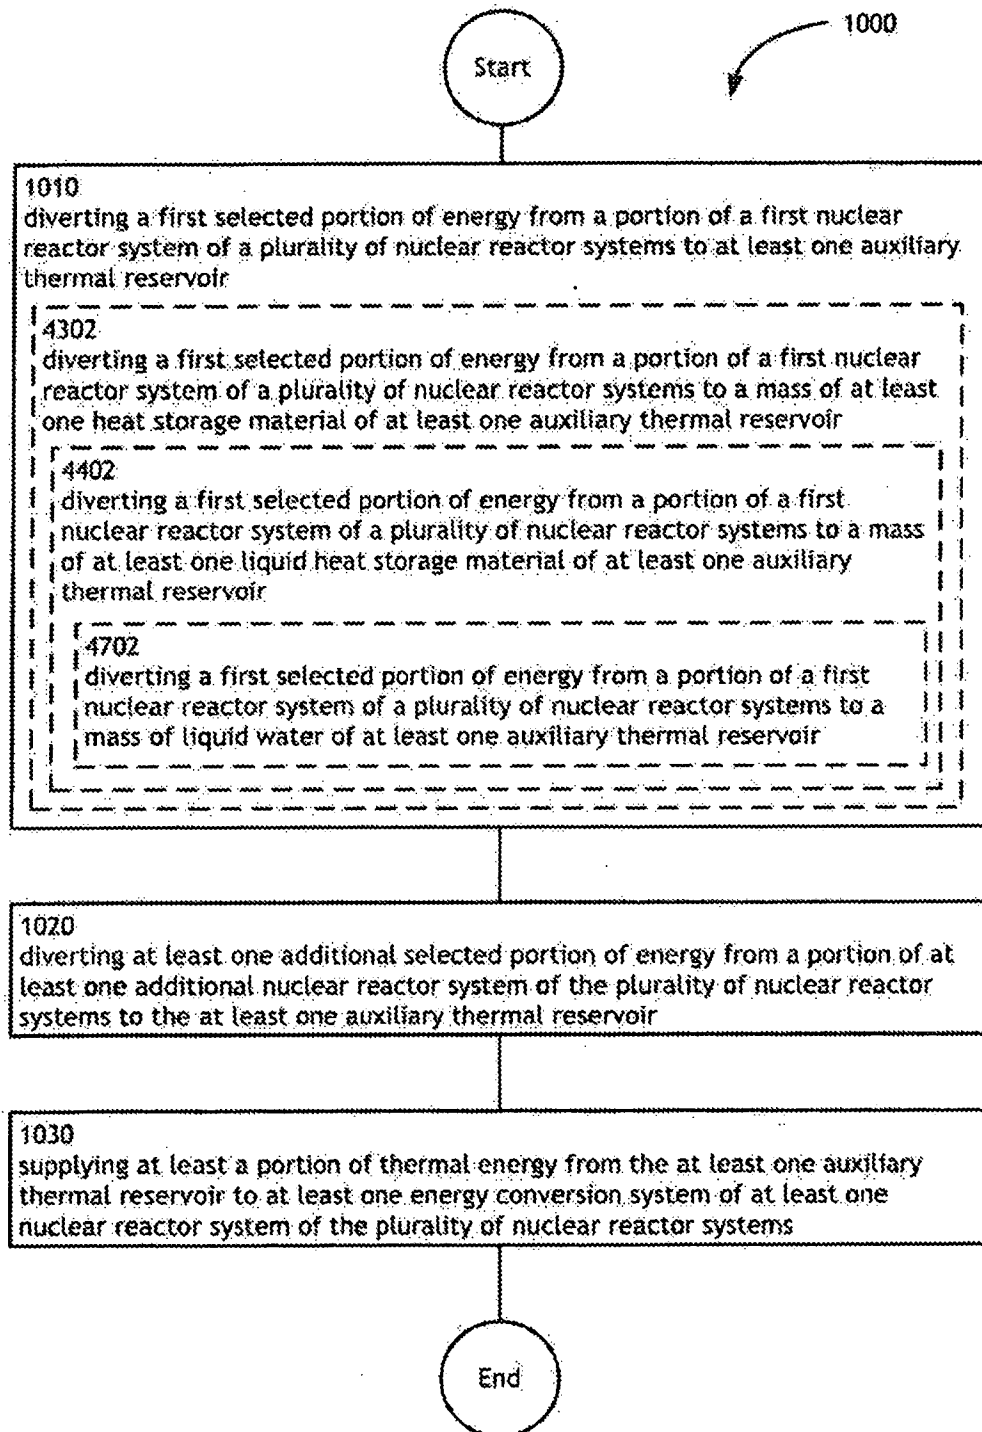 1000
Start
1010
diverting a first selected portion of energy from a portion of a first nuclear
reactor system of a plurality of nuclear reactor systems to at least one auxiliary
thermal reservoir
4302
diverting a first selected portion of energy from a portion of a first nuclear
reactor system of a plurality of nuclear reactor systems to a mass of at least
one heat storage material of at least one auxiliary thermal reservoir
4402
diverting a first selected portion of energy from a portion of a first
nuclear reactor system of a plurality of nuclear reactor systems to a mass
of at least one liquid heat storage material of at least one auxiliary
thermal reservoir
4702
diverting a first selected portion of energy from a portion of a first
nuclear reactor system of a plurality of nuclear reactor systems to a
mass of liquid water of at least one auxiliary thermal reservoir
1020
diverting at least one additional selected portion of energy from a portion of at
least one additional nuclear reactor system of the plurality of nuclear reactor
systems to the at least one auxiliary thermal reservoir
1030
supplying at least a portion of thermal energy from the at least one auxiliary
thermal reservoir to at least one energy conversion system of at least one
nuclear reactor system of the plurality of nuclear reactor systems
End